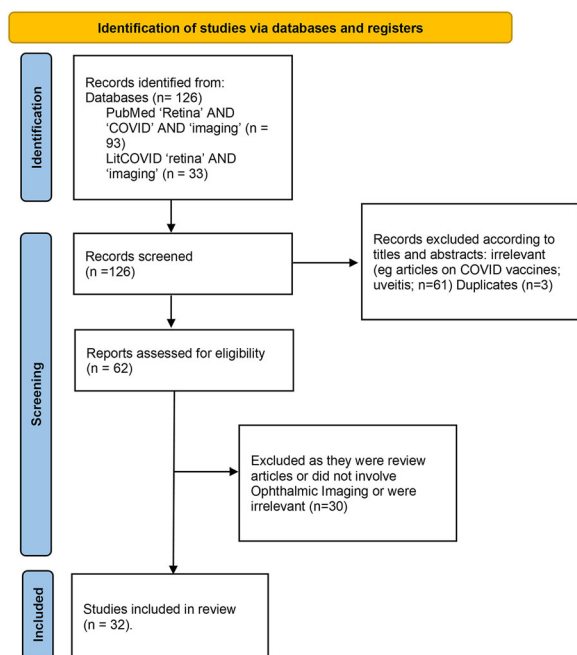 Identification of studies via databases and registers
Identification
Records identified from:
Databases (n= 126)
PubMed ‘Retina’ AND
‘COVID’ AND ‘imaging’ (n =
93)
LitCOVID ‘retina’ AND
‘imaging’ (n = 33)
Screening
Records screened
(n =126)
Records excluded according to
titles and abstracts: irrelevant
(eg articles on COVID vaccines;
uveitis; n=61) Duplicates (n=3)
Reports assessed for eligibility
(n = 62)
Excluded as they were review
articles or did not involve
Ophthalmic Imaging or were
irrelevant (n=30)
Included
Studies included in review
(n = 32).